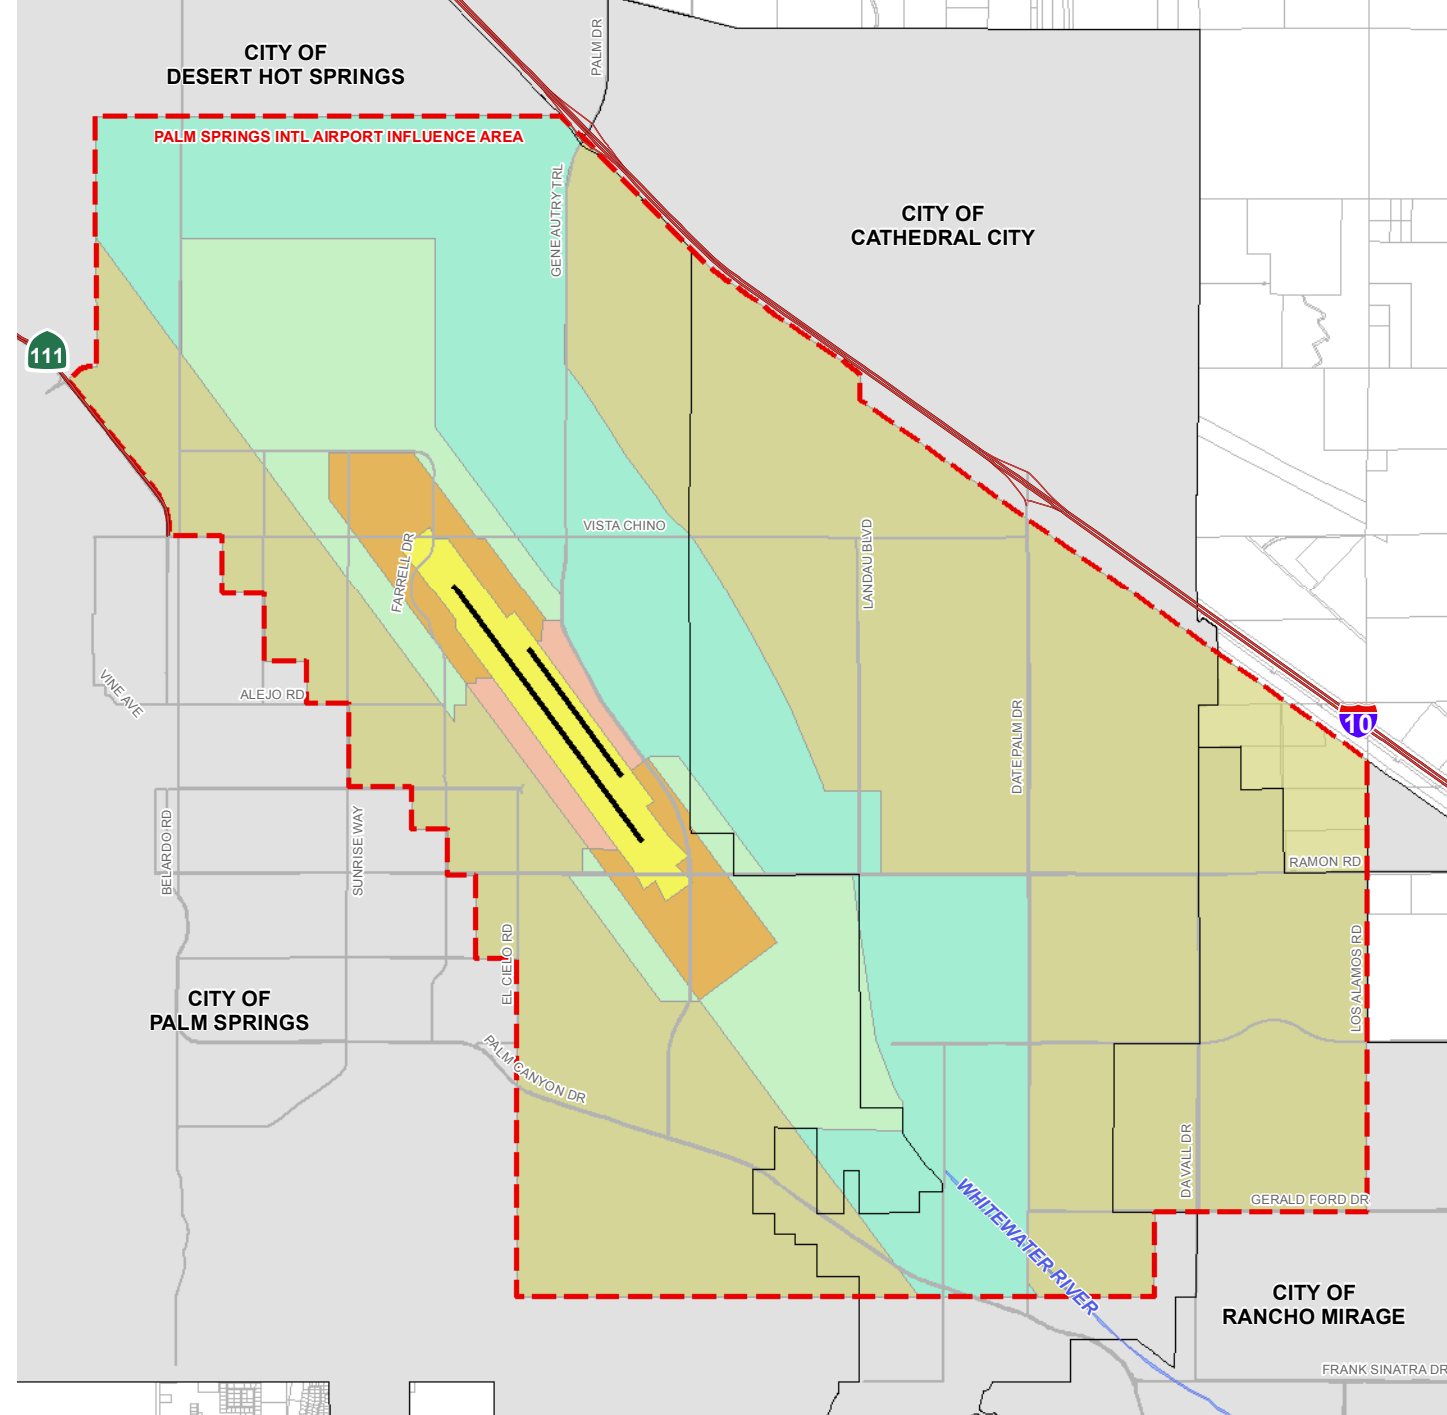 CITY OF
DESERT HOT SPRINGS
PALM DR
PALM SPRINGS INTL AIRPORT INFLUENCE AREA
GENE AUTRY TRL
CITY OF
CATHEDRAL CITY
111
VISTA CHINO
FARRELL DR
LANDAU BLVD
VINE AVE
ALEJO RD
DATE PALM DR
10
BELARDO RD
SUNRISE WAY
RAMON RD
EL CIELO RD
LOS ALAMOS RD
CITY OF
PALM SPRINGS
PALM CANYON DR
DA VALL DR
WHITEWATER RIVER
GERALD FORD DR
CITY OF
RANCHO MIRAGE
FRANK SINATRA DR